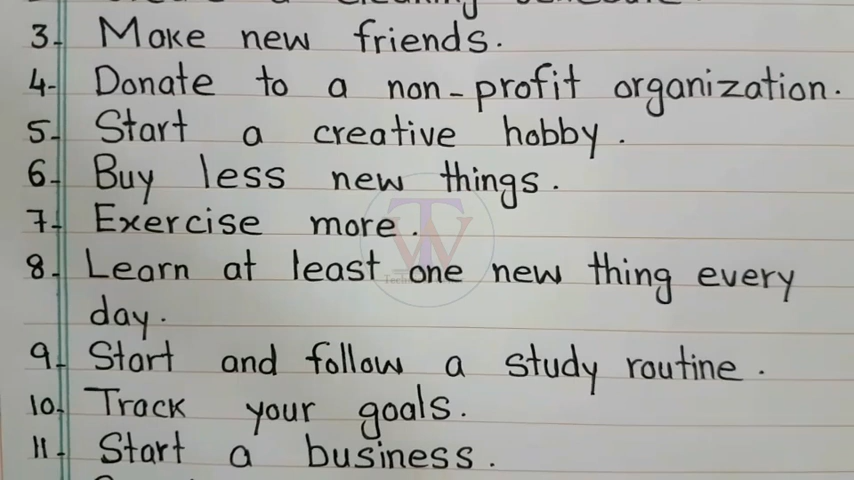 3. Make new friends.
4- Donate to a non-profit organization.
5- Start a creative hobby.
6- Buy less new things.
7- Exercise more.
8- Learn at least one new thing every
day.
9- Start and follow a study routine.
10- Track your goals.
11- Start a business.